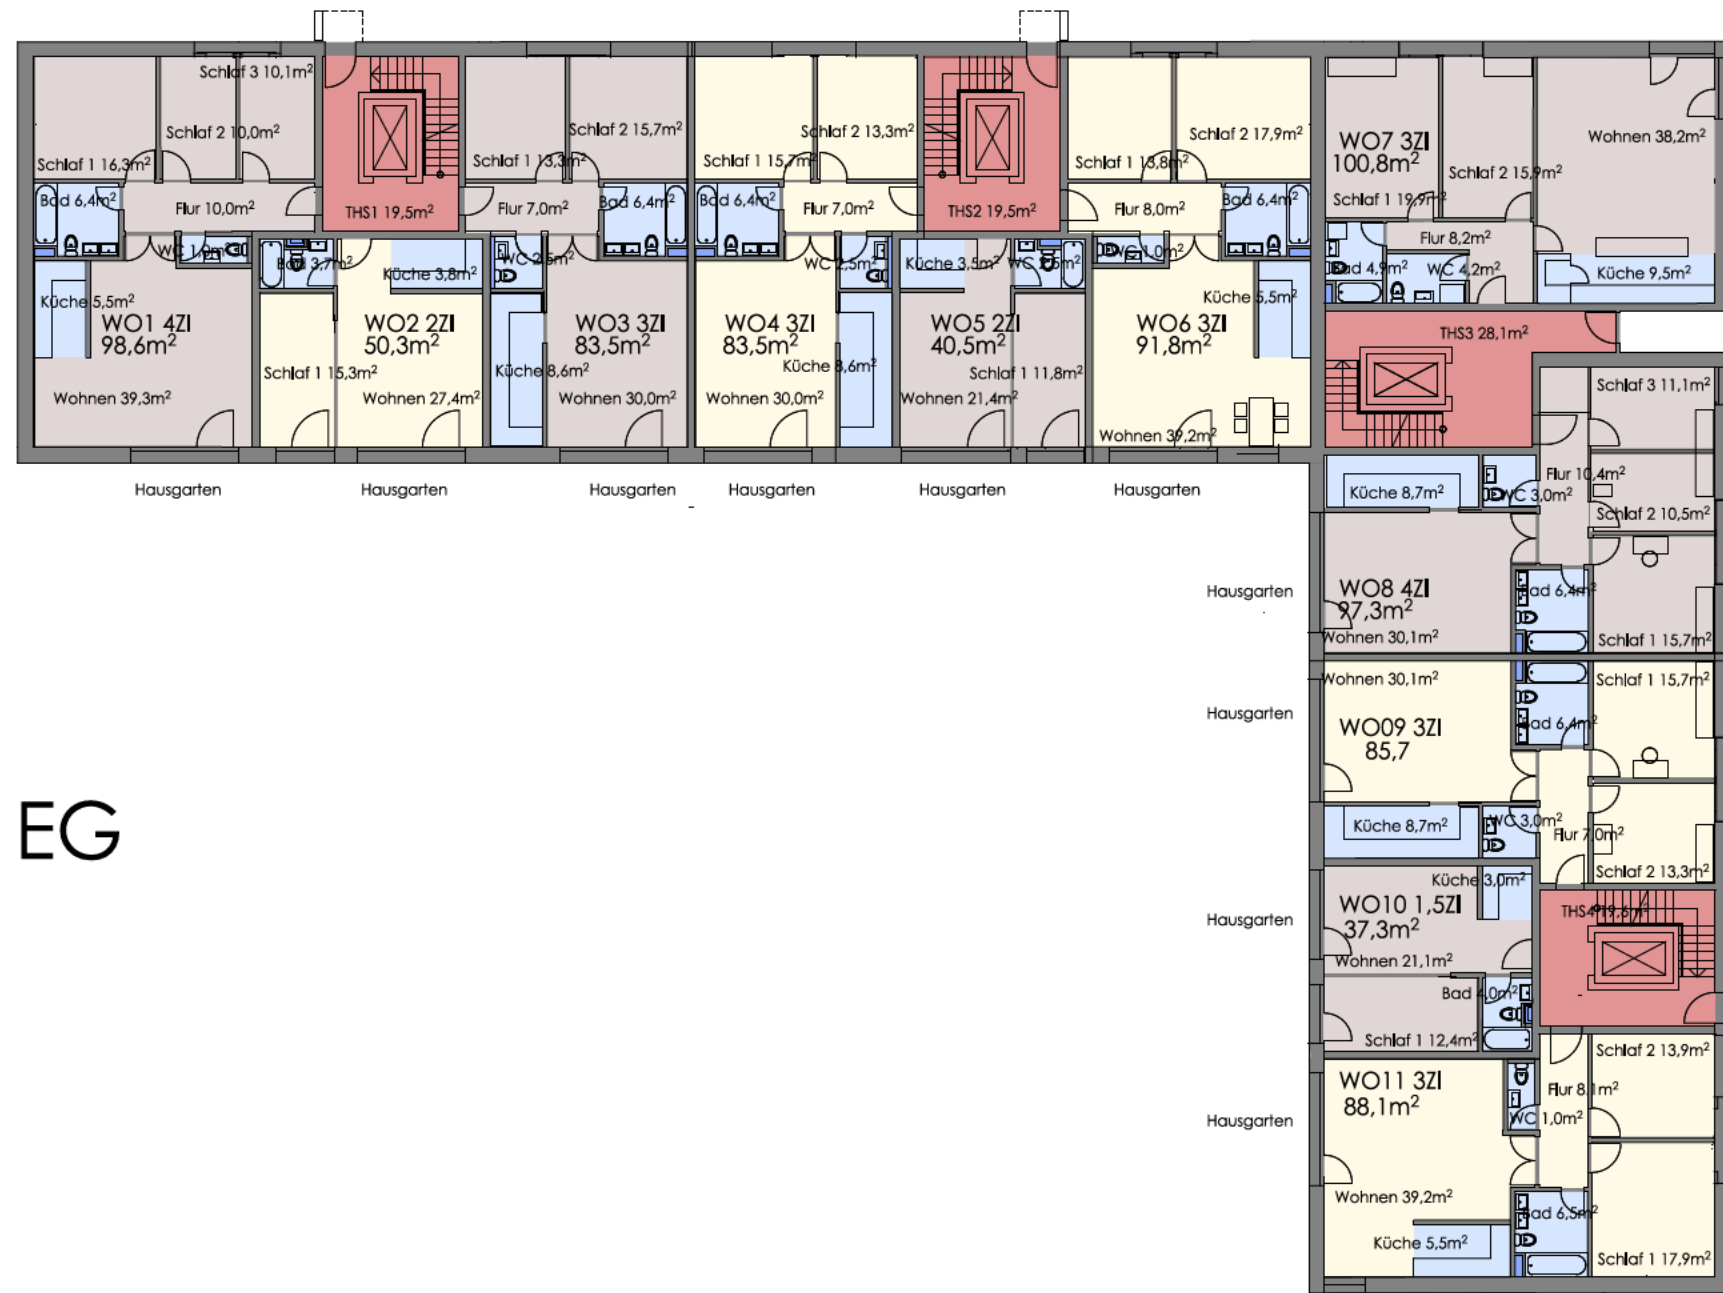 Schlaf 3 10,1m²
Schlaf 2 10,0m²
Schlaf 1 16,3m²
Bad 6,4m²
Flur 10,0m²
WC 1,0m²
Küche 5,5m²
WO1 4ZI
98,6m²
Wohnen 39,3m²
THS1 19,5m²
Bad 3,7m²
Küche 3,8m²
WO2 2ZI
50,3m²
Schlaf 1 15,3m²
Wohnen 27,4m²
Schlaf 2 15,7m²
Schlaf 1 13,3m²
Flur 7,0m²
Bad 6,4m²
WC 2,5m²
WO3 3ZI
83,5m²
Küche 8,6m²
Wohnen 30,0m²
Schlaf 2 13,3m²
Schlaf 1 15,7m²
Bad 6,4m²
Flur 7,0m²
WC 2,5m²
WO4 3ZI
83,5m²
Küche 8,6m²
Wohnen 30,0m²
THS2 19,5m²
Küche 3,5m²
WC 2,5m²
WO5 2ZI
40,5m²
Schlaf 1 11,8m²
Wohnen 21,4m²
Schlaf 2 17,9m²
Schlaf 1 13,8m²
Flur 8,0m²
Bad 6,4m²
WC 1,0m²
Küche 5,5m²
WO6 3ZI
91,8m²
Wohnen 39,2m²
WO7 3ZI
100,8m²
Wohnen 38,2m²
Schlaf 2 15,9m²
Schlaf 1 19,9m²
Flur 8,2m²
Bad 4,9m²
WC 4,2m²
Küche 9,5m²
THS3 28,1m²
Hausgarten
Hausgarten
Hausgarten
Hausgarten
Hausgarten
Hausgarten
Schlaf 3 11,1m²
Flur 10,4m²
Küche 8,7m²
WC 3,0m²
Schlaf 2 10,5m²
Hausgarten
WO8 4ZI
97,3m²
Bad 6,4m²
Wohnen 30,1m²
Schlaf 1 15,7m²
Wohnen 30,1m²
Schlaf 1 15,7m²
Hausgarten
WO09 3ZI
85,7
Bad 6,4m²
Küche 8,7m²
WC 3,0m²
Flur 7,0m²
Schlaf 2 13,3m²
EG
Küche 3,0m²
WO10 1,5ZI
37,3m²
Hausgarten
THS4 19,6m²
Wohnen 21,1m²
Bad 4,0m²
Schlaf 1 12,4m²
Schlaf 2 13,9m²
WO11 3ZI
88,1m²
Flur 8,1m²
WC 1,0m²
Hausgarten
Wohnen 39,2m²
Bad 6,5m²
Küche 5,5m²
Schlaf 1 17,9m²